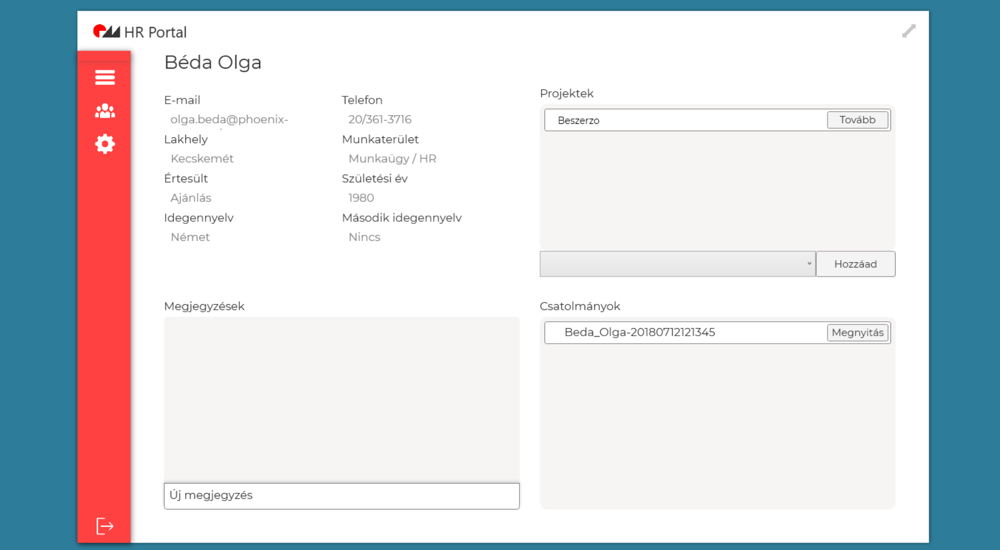 HR Portal
Béda Olga
E-mail
olga.beda@phoenix-
Telefon
20/361-3716
Lakhely
Kecskemét
Munkaterület
Munkaügy / HR
Értesült
Ajánlás
Születési év
1980
Idegennyelv
Német
Második idegennyelv
Nincs
Projektek
Beszerzo
Tovább
Hozzáad
Megjegyzések
Új megjegyzés
Csatolmányok
Beda_Olga-20180712121345
Megnyitás